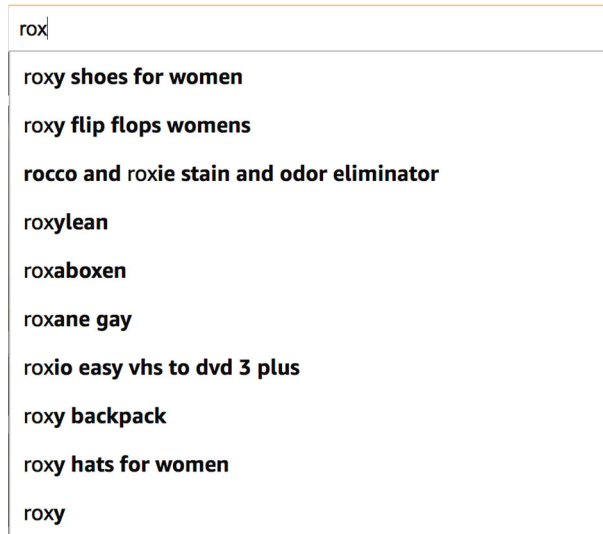 rox
roxy shoes for women
roxy flip flops womens
rocco and roxie stain and odor eliminator
roxylean
roxaboxen
roxane gay
roxio easy vhs to dvd 3 plus
roxy backpack
roxy hats for women
roxy